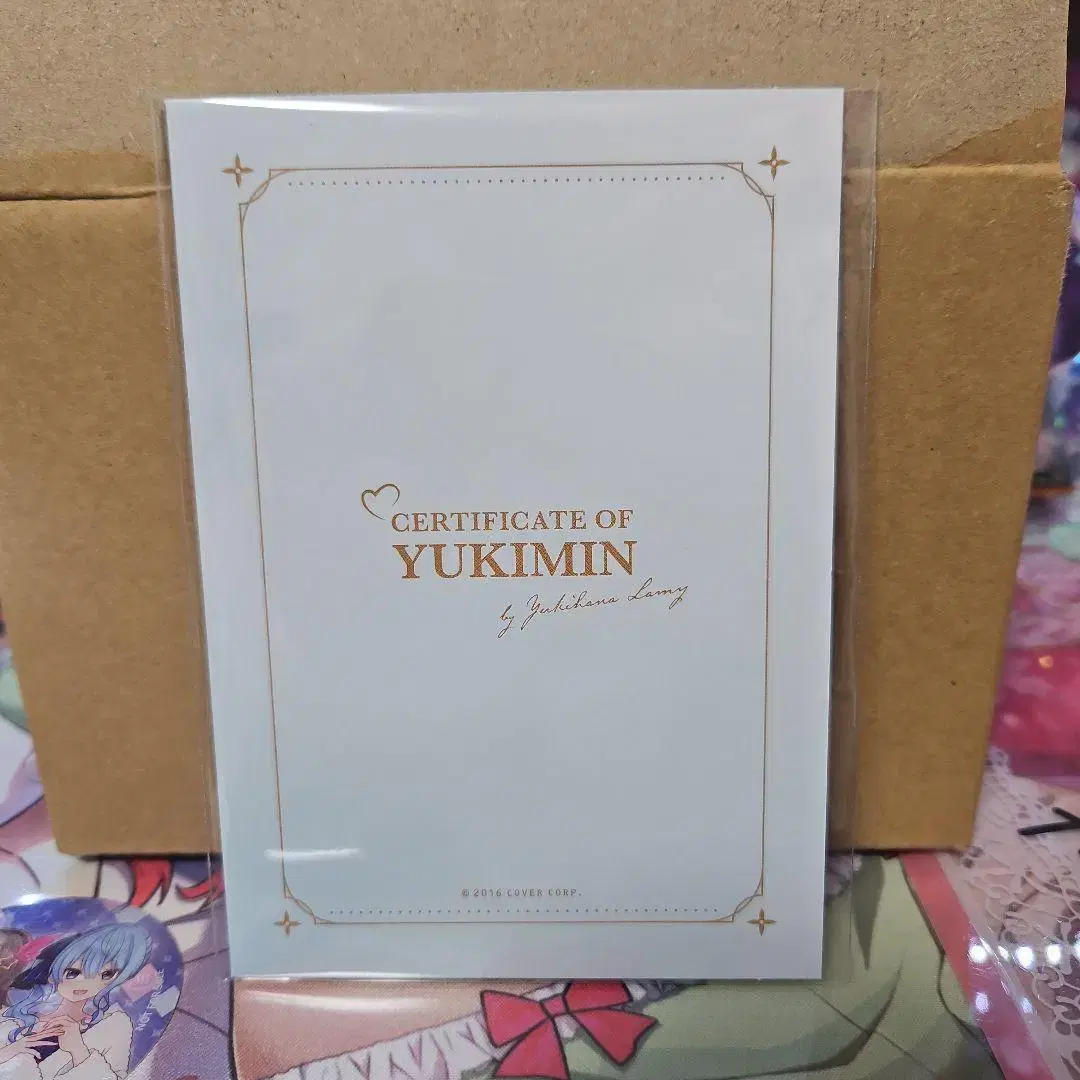 CERTIFICATE OF
YUKIMIN
by Yukihana Lamy
© 2016 COVER CORP.